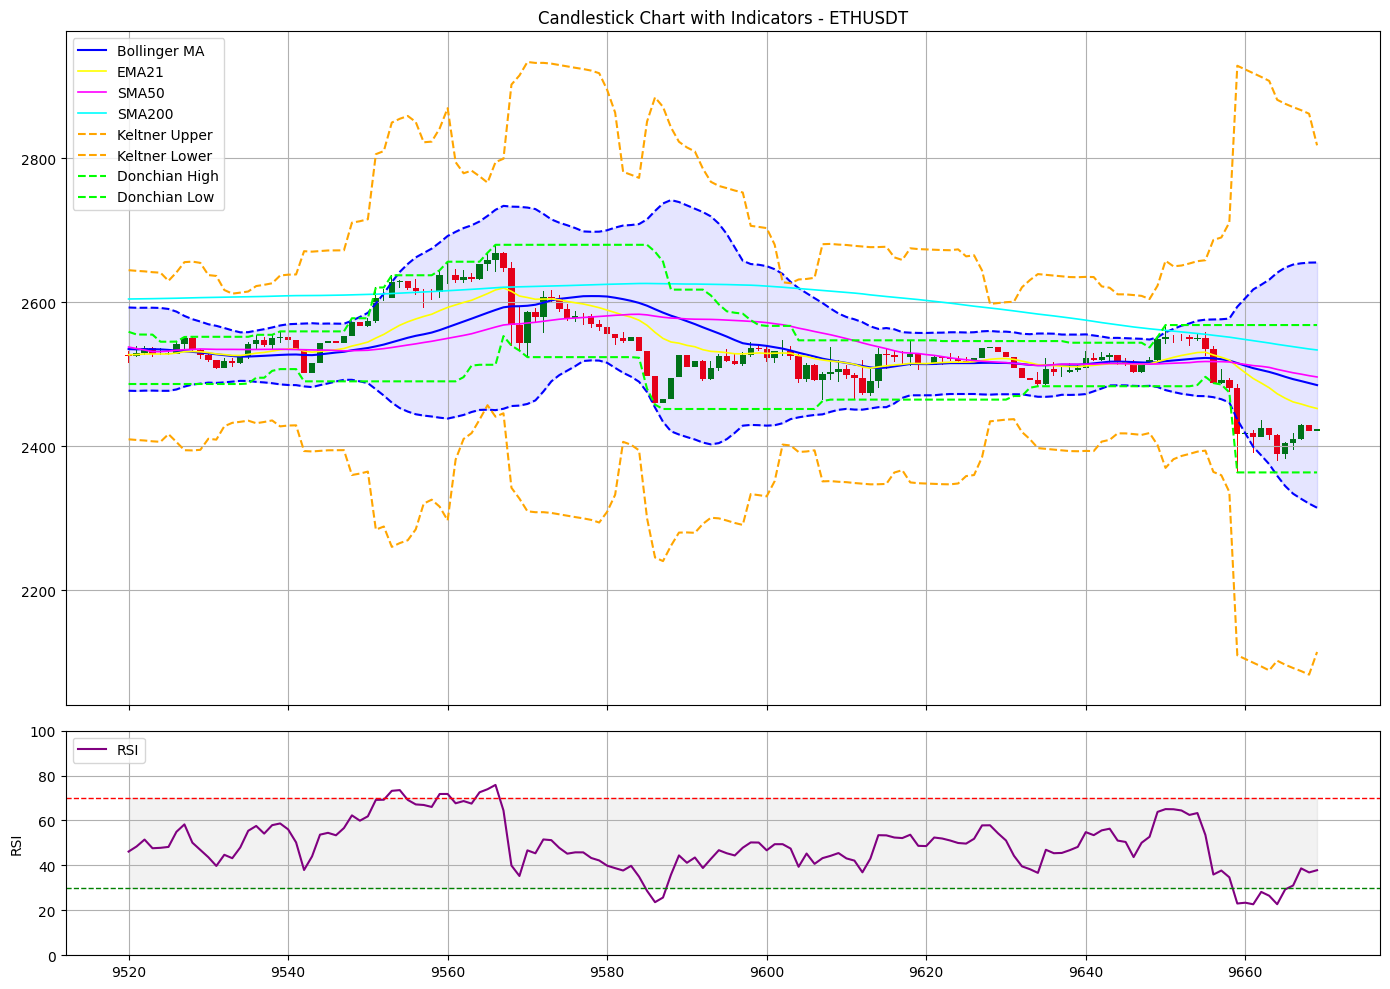 Candlestick Chart with Indicators - ETHUSDT
Bollinger MA
EMA21
SMA50
SMA200
Keltner Upper
Keltner Lower
Donchian High
Donchian Low
2800
2600
2400
2200
RSI
100
80
60
40
20
0
RSI
9520
9540
9560
9580
9600
9620
9640
9660